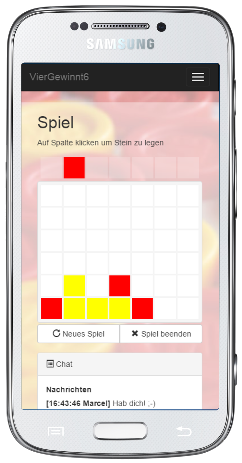 SAMSUNG
VierGewinnt6
Spiel
Auf Spalte klicken um Stein zu legen
Neues Spiel
Spiel beenden
Chat
Nachrichten
[16:43:46 Marcel] Hab dich! ;-)